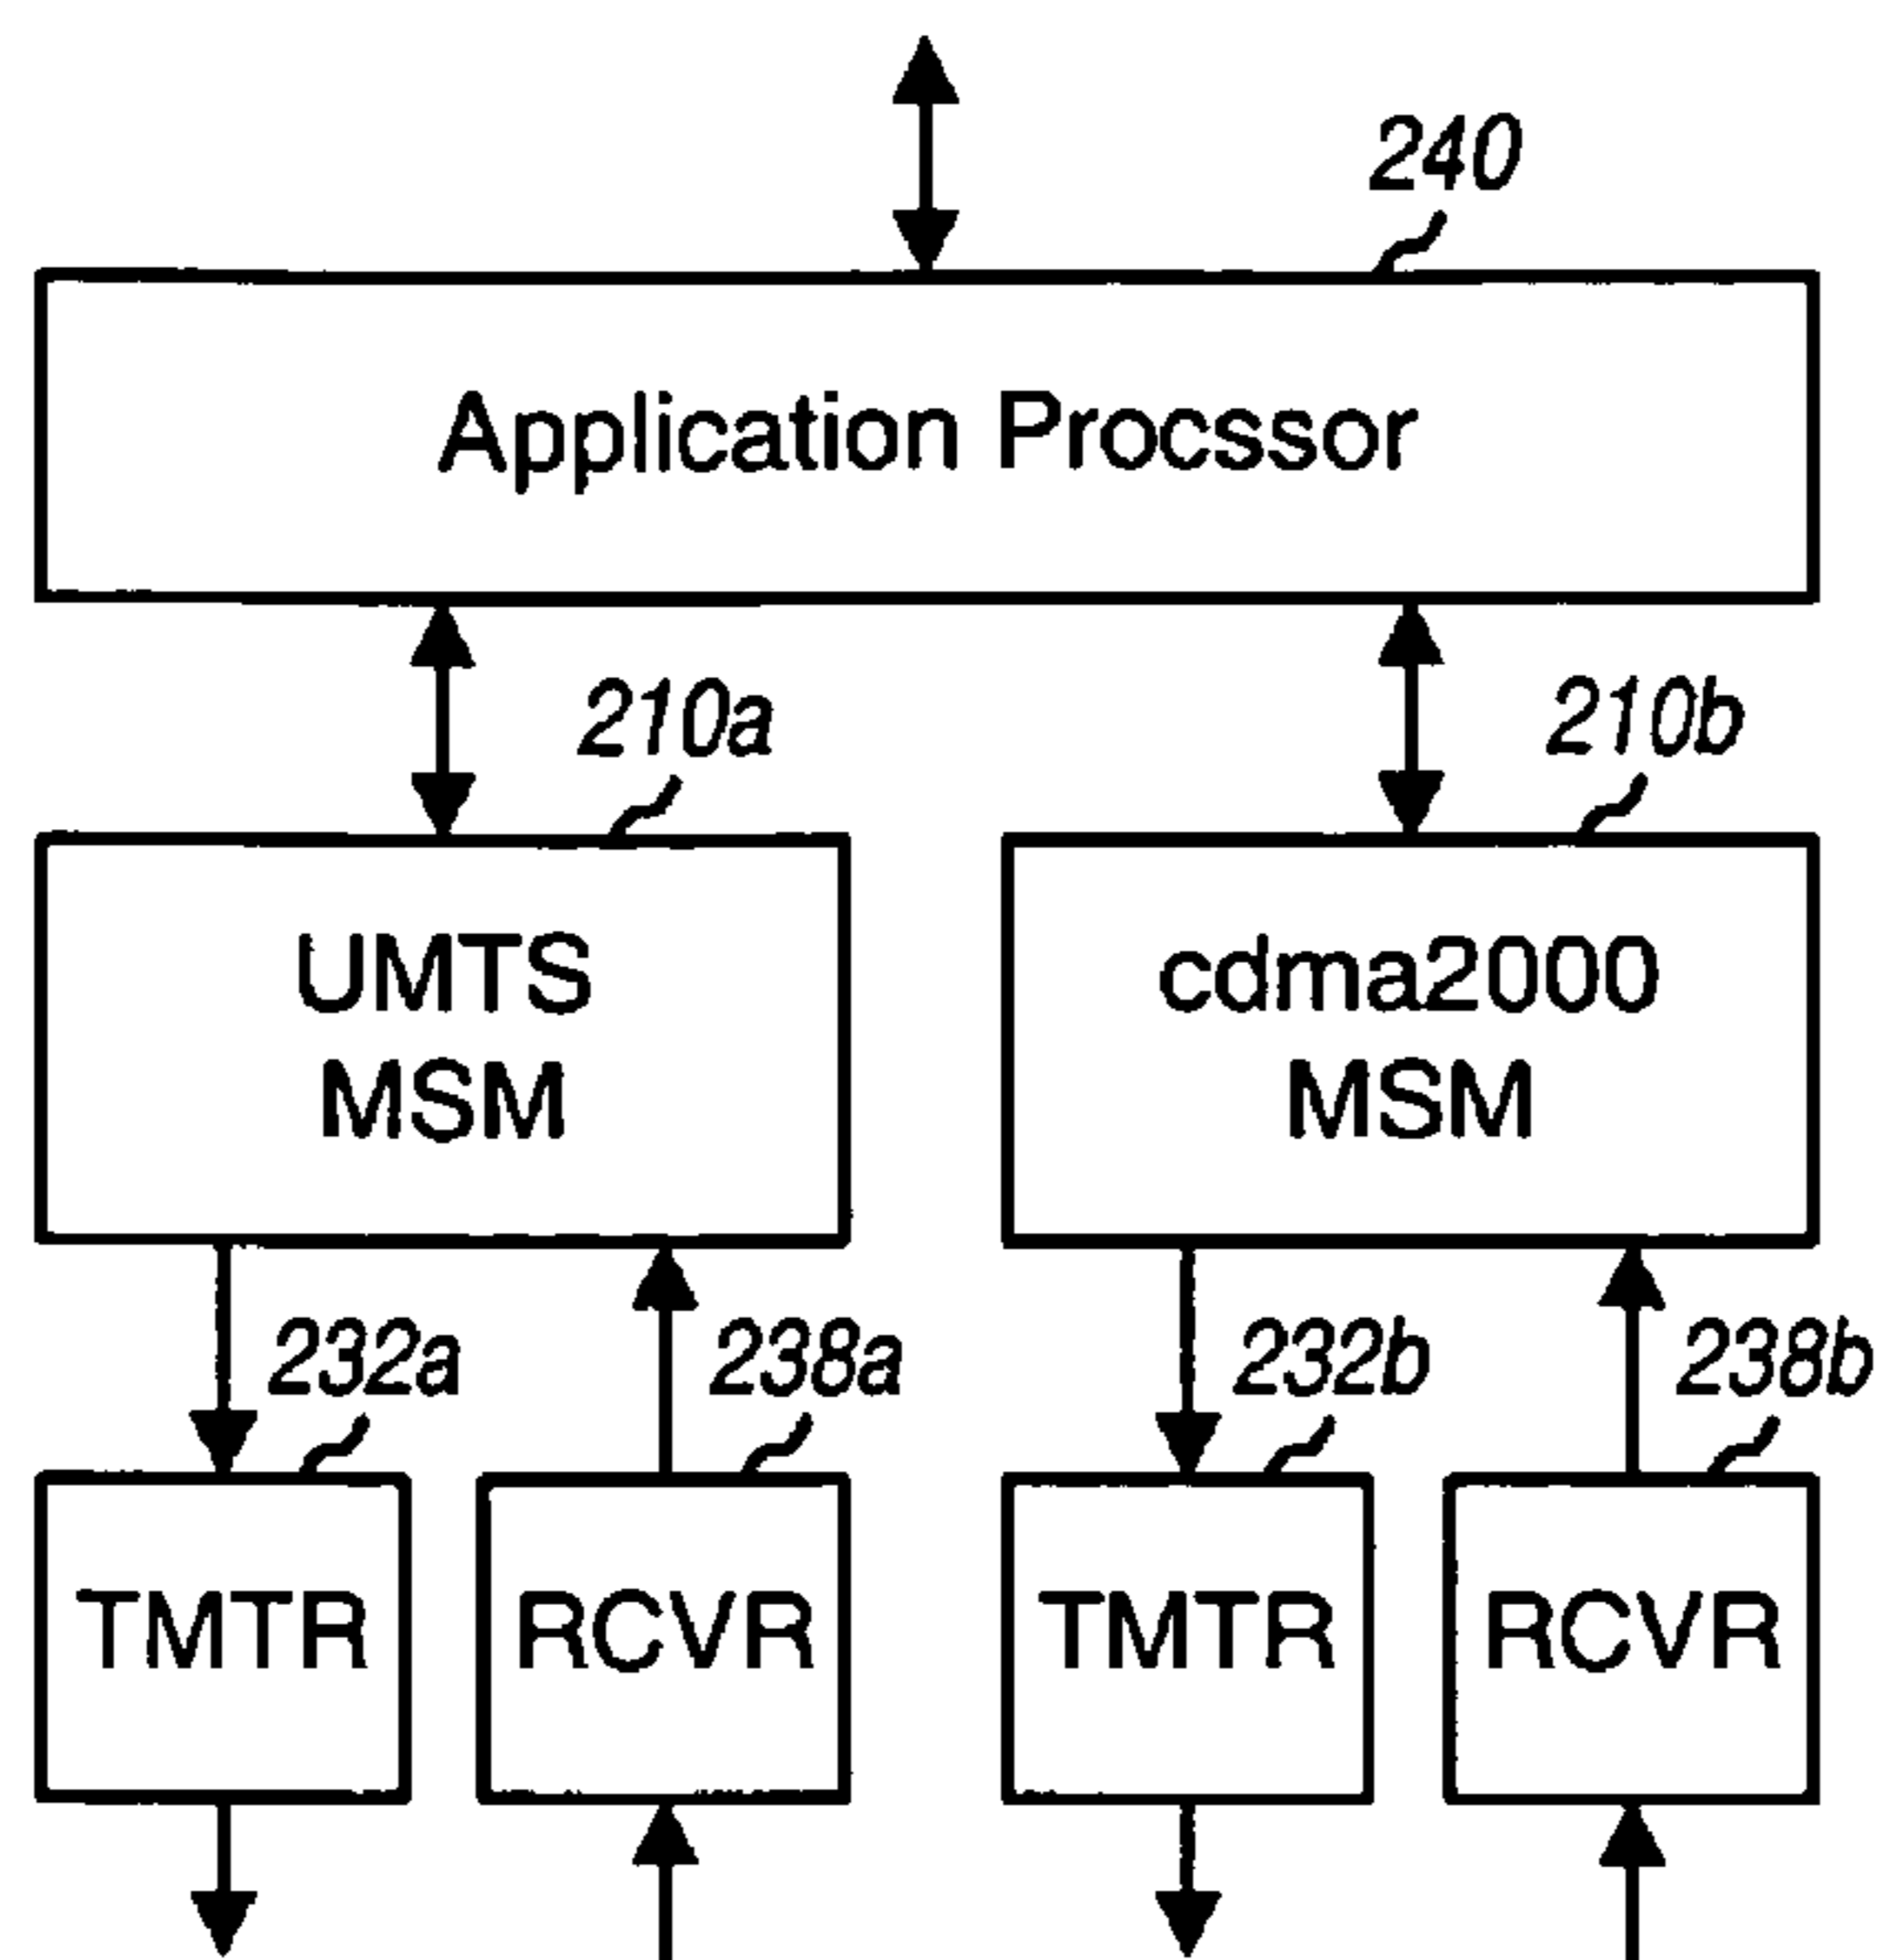 240
Application Procssor
210a
210b
UMTS
MSM
cdma2000
MSM
232a
238a
232b
238b
TMTR
RCVR
TMTR
RCVR